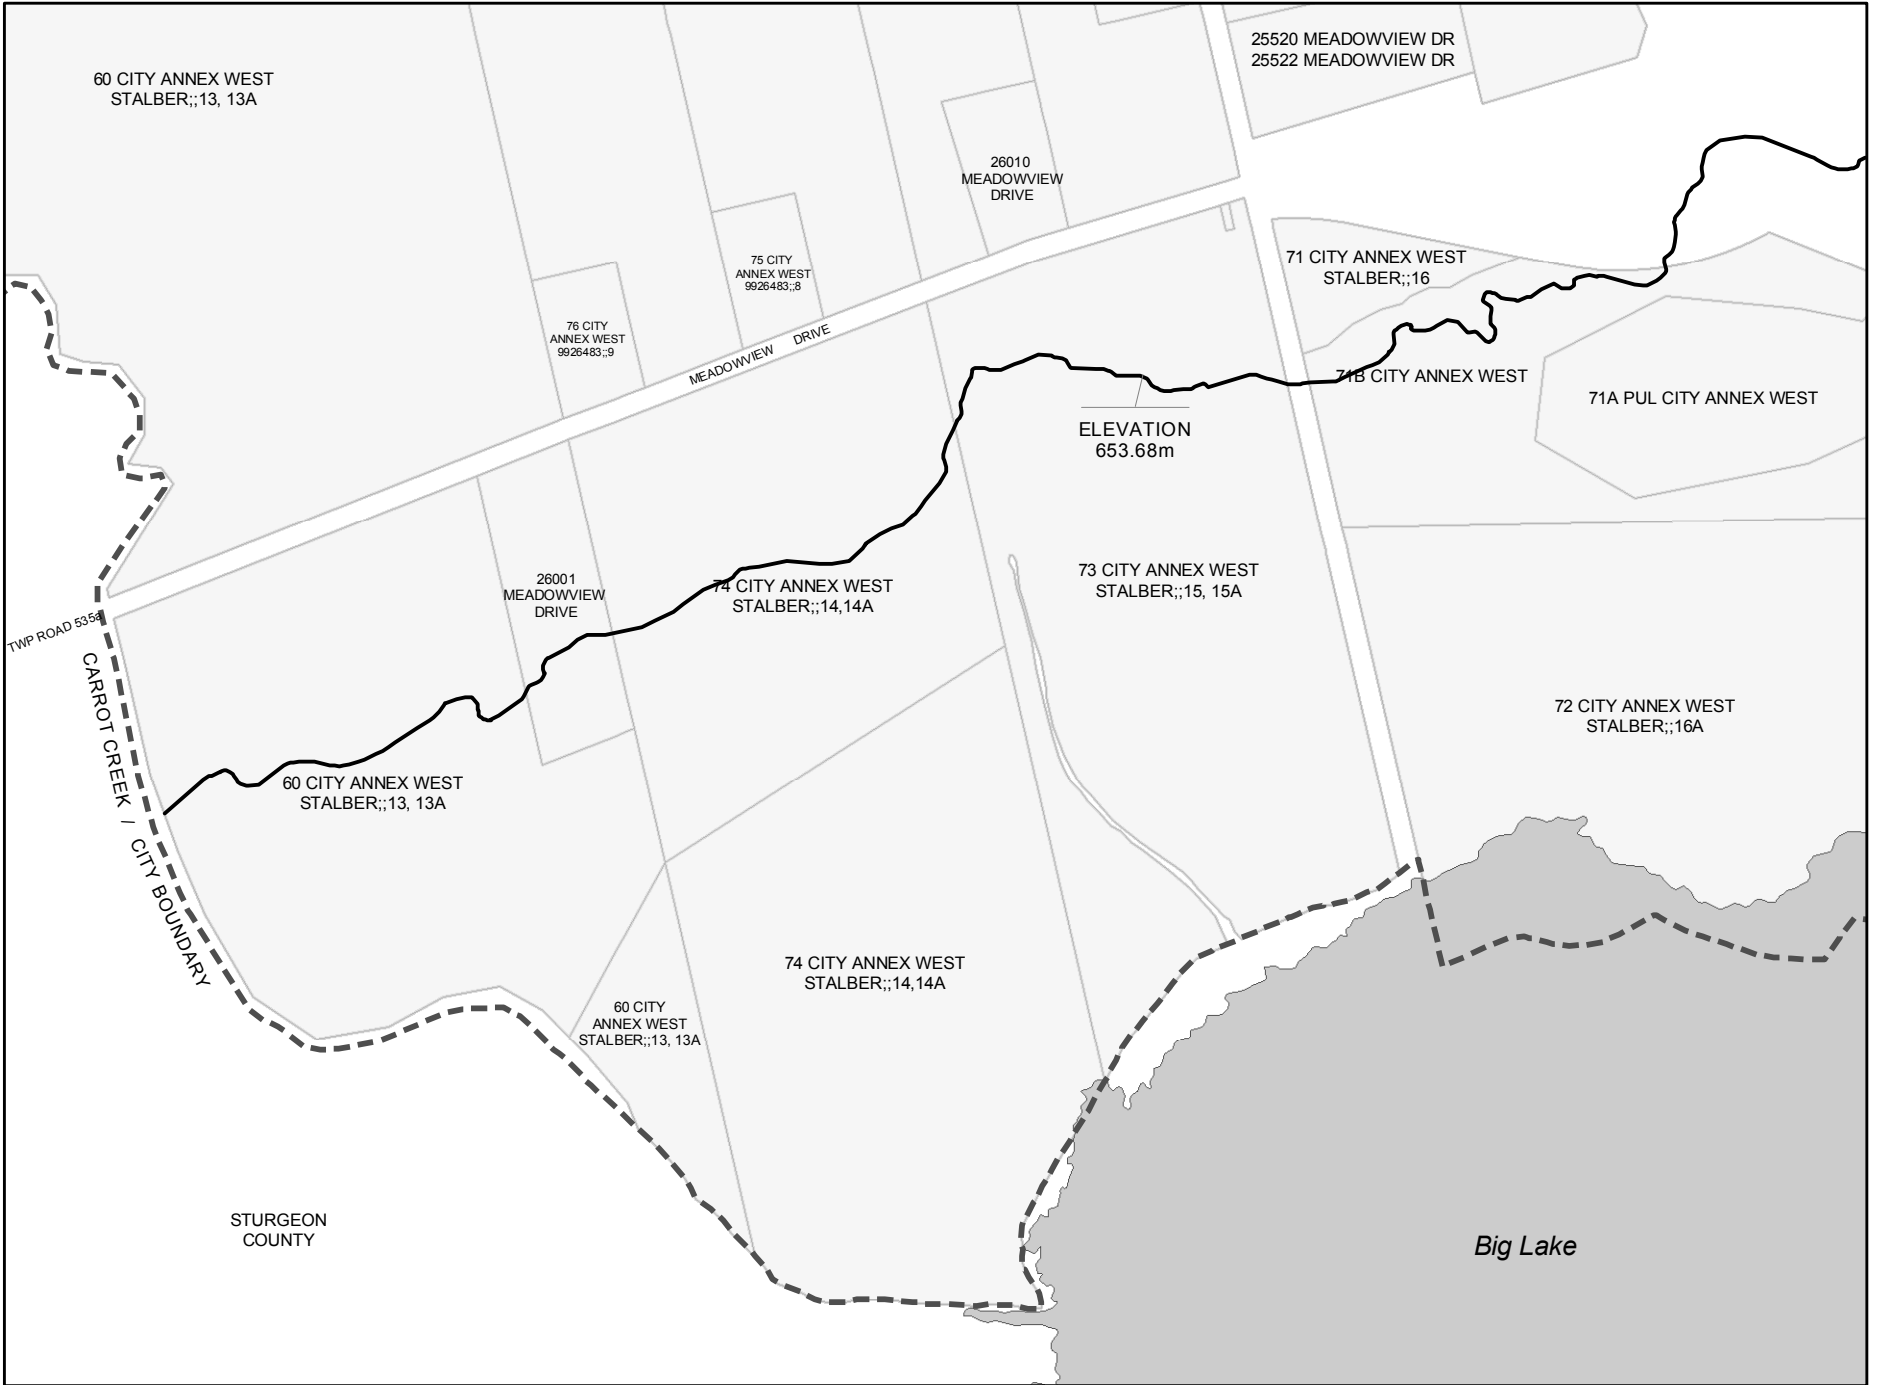 25520 MEADOWVIEW DR
25522 MEADOWVIEW DR
60 CITY ANNEX WEST
STALBER;;13, 13A
26010
MEADOWVIEW
DRIVE
75 CITY
ANNEX WEST
9926483;;8
71 CITY ANNEX WEST
STALBER;;16
76 CITY
ANNEX WEST
9926483;;9
MEADOWVIEW DRIVE
71B CITY ANNEX WEST
71A PUL CITY ANNEX WEST
ELEVATION
653.68m
26001
MEADOWVIEW
DRIVE
74 CITY ANNEX WEST
STALBER;;14,14A
73 CITY ANNEX WEST
STALBER;;15, 15A
TWP ROAD 535a
CARROT CREEK / CITY BOUNDARY
72 CITY ANNEX WEST
STALBER;;16A
60 CITY ANNEX WEST
STALBER;;13, 13A
74 CITY ANNEX WEST
STALBER;;14,14A
60 CITY
ANNEX WEST
STALBER;;13, 13A
STURGEON
COUNTY
Big Lake